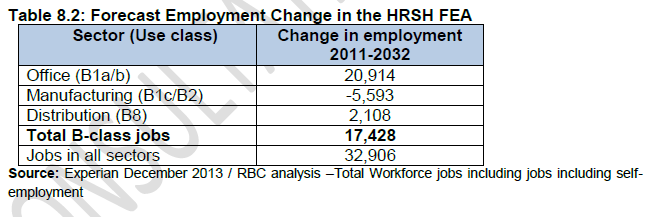 Table 8.2: Forecast Employment Change in the HRSH FEA
Sector (Use class) Change in employment
2011-2032
Office (B1a/b) 20,914
Manufacturing (B1c/B2) -5,593
Distribution (B8) 2,108
Total B-class jobs 17,428
Jobs in all sectors 32,906
Source: Experian December 2013 / RBC analysis –Total Workforce jobs including jobs including self-
employment